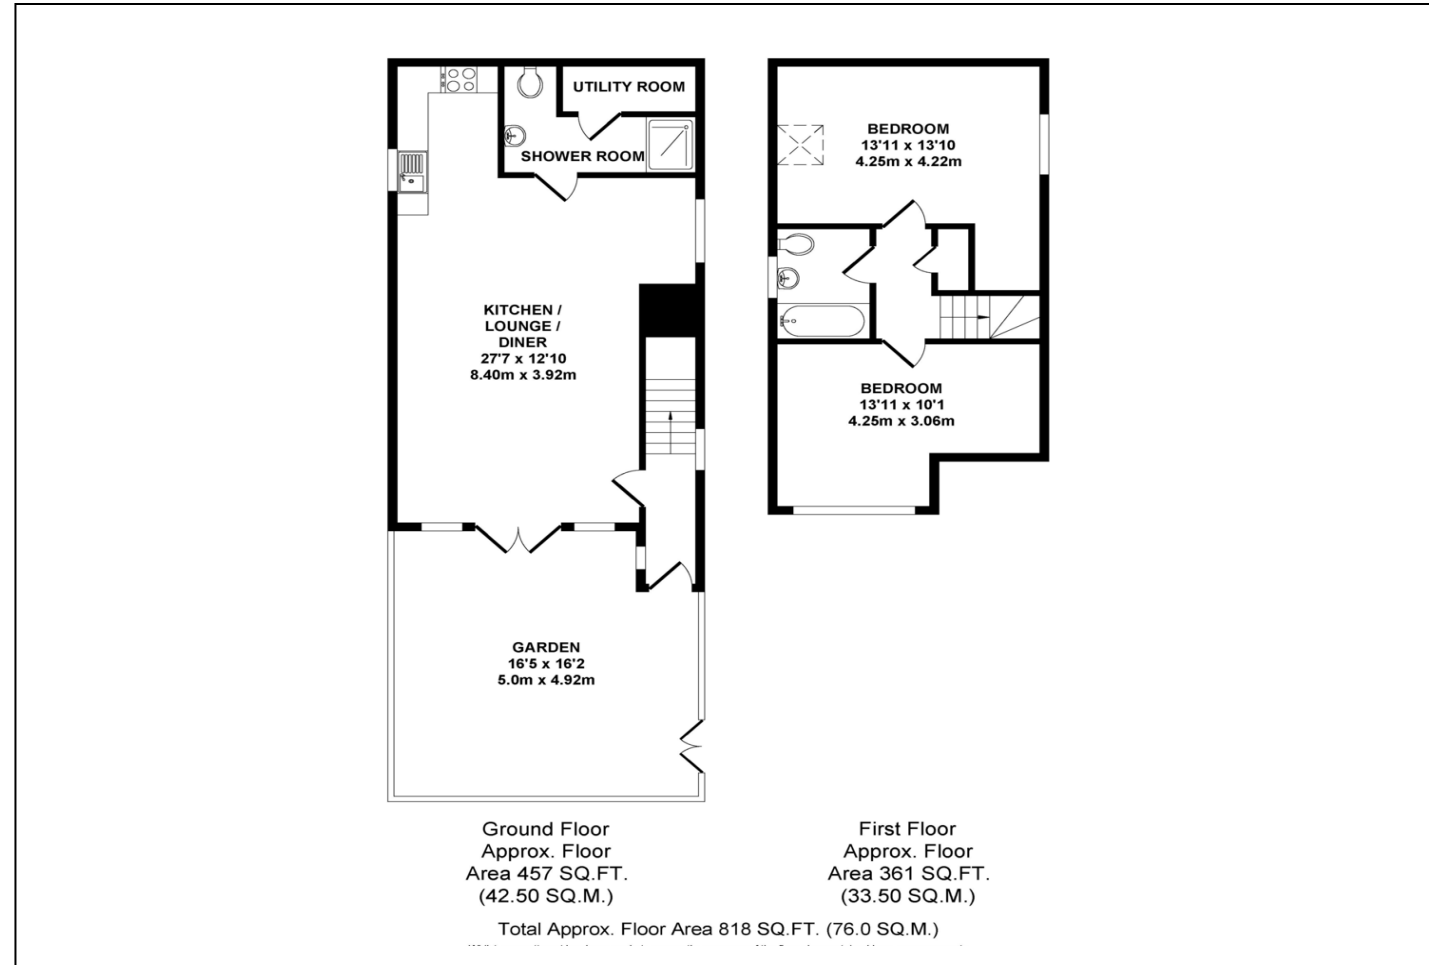 UTILITY ROOM
SHOWER ROOM
KITCHEN /
LOUNGE /
DINER
27'7 x 12'10
8.40m x 3.92m
GARDEN
16'5 x 16'2
5.0m x 4.92m
Ground Floor
Approx. Floor
Area 457 SQ.FT.
(42.50 SQ.M.)
BEDROOM
13'11 x 13'10
4.25m x 4.22m
BEDROOM
13'11 x 10'1
4.25m x 3.06m
First Floor
Approx. Floor
Area 361 SQ.FT.
(33.50 SQ.M.)
Total Approx. Floor Area 818 SQ.FT. (76.0 SQ.M.)